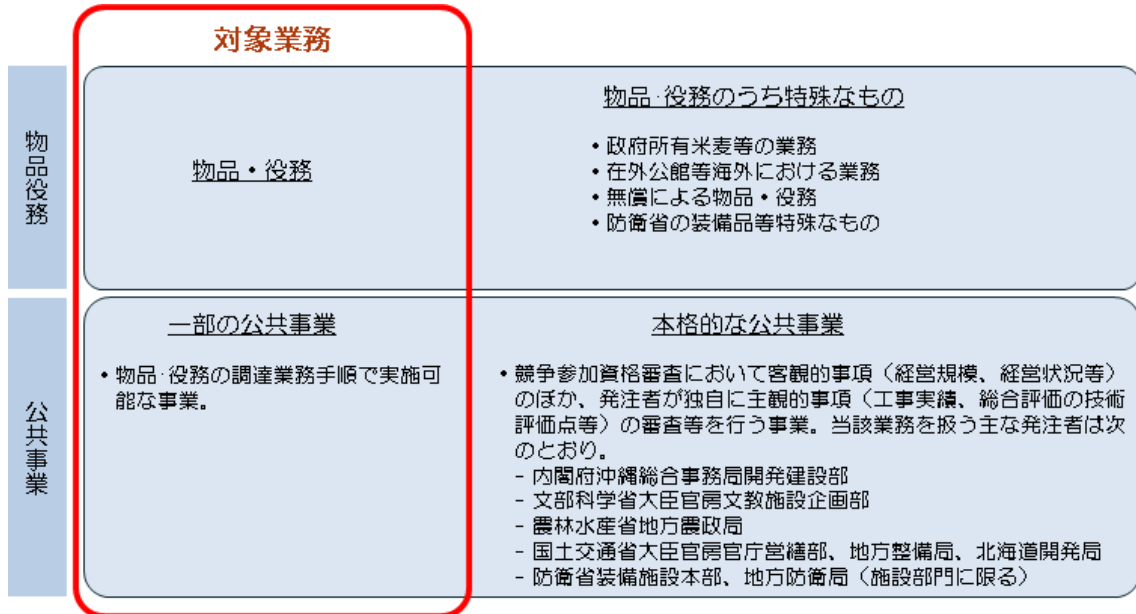 対象業務
物品役務
物品・役務
物品・役務のうち特殊なもの
• 政府所有米麦等の業務
• 在外公館等海外における業務
• 無償による物品・役務
• 防衛省の装備品等特殊なもの
公共事業
一部の公共事業
• 物品・役務の調達業務手順で実施可
能な事業。
本格的な公共事業
• 競争参加資格審査において客観的事項（経営規模、経営状況等）
のほか、発注者が独自に主観的事項（工事実績、総合評価の技術
評価点等）の審査等を行う事業。当該業務を扱う主な発注者は次
のとおり。
- 内閣府沖縄総合事務局開発建設部
- 文部科学省大臣官房文教施設企画部
- 農林水産省地方農政局
- 国土交通省大臣官房官庁営繕部、地方整備局、北海道開発局
- 防衛省装備施設本部、地方防衛局（施設部門に限る）